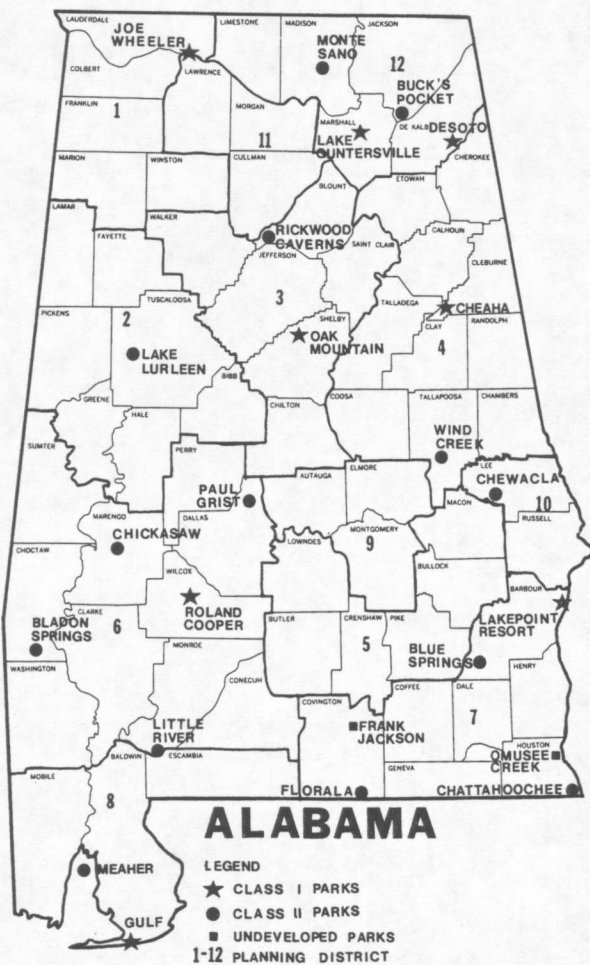 LAUDERDALE
LIMESTONE
MADISON
JACKSON
JOE
WHEELER
MONTE
SANO
12
COLBERT
LAWRENCE
BUCK'S
POCKET
FRANKLIN
1
MORGAN
MARSHALL
DE KALB
DESOTO
11
LAKE
GUNTERSVILLE
CHEROKEE
MARION
WINSTON
CULLMAN
BLOUNT
ETOWAH
LAMAR
WALKER
FAYETTE
RICKWOOD
CAVERNS
JEFFERSON
SAINT CLAIR
CALHOUN
CLEBURNE
TUSCALOOSA
3
TALLADEGA
CHEAHA
PICKENS
2
SHELBY
CLAY
RANDOLPH
OAK
MOUNTAIN
4
LAKE
LURLEEN
BIBB
GREENE
HALE
CHILTON
COOSA
TALLAPOOSA
CHAMBERS
SUMTER
PERRY
WIND
CREEK
AUTAUGA
ELMORE
LEE
CHEWACLA
PAUL
GRIST
MACON
10
MARENGO
DALLAS
RUSSELL
CHICKASAW
LOWNDES
MONTGOMERY
9
CHOCTAW
BULLOCK
WILCOX
BARBOUR
CLARKE
ROLAND
COOPER
BUTLER
CRENSHAW
PIKE
LAKEPOINT
RESORT
BLADON
SPRINGS
6
MONROE
5
BLUE
SPRINGS
WASHINGTON
CONECUH
COFFEE
DALE
HENRY
COVINGTON
7
LITTLE
RIVER
FRANK
JACKSON
HOUSTON
OMUSEE
CREEK
MOBILE
BALDWIN
ESCAMBIA
GENEVA
8
FLORALA
CHATTAHOOCHEE
ALABAMA
MEAHER
LEGEND
CLASS I PARKS
CLASS II PARKS
GULF
UNDEVELOPED PARKS
1-12 PLANNING DISTRICT